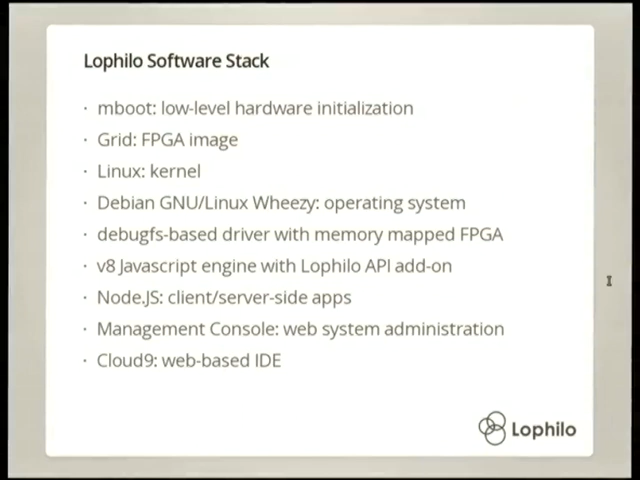 Lophilo Software Stack
· mboot: low-level hardware initialization
· Grid: FPGA image
· Linux: kernel
· Debian GNU/Linux Wheezy: operating system
· debugfs-based driver with memory mapped FPGA
· v8 Javascript engine with Lophilo API add-on
· Node.JS: client/server-side apps
· Management Console: web system administration
· Cloud9: web-based IDE
Lophilo